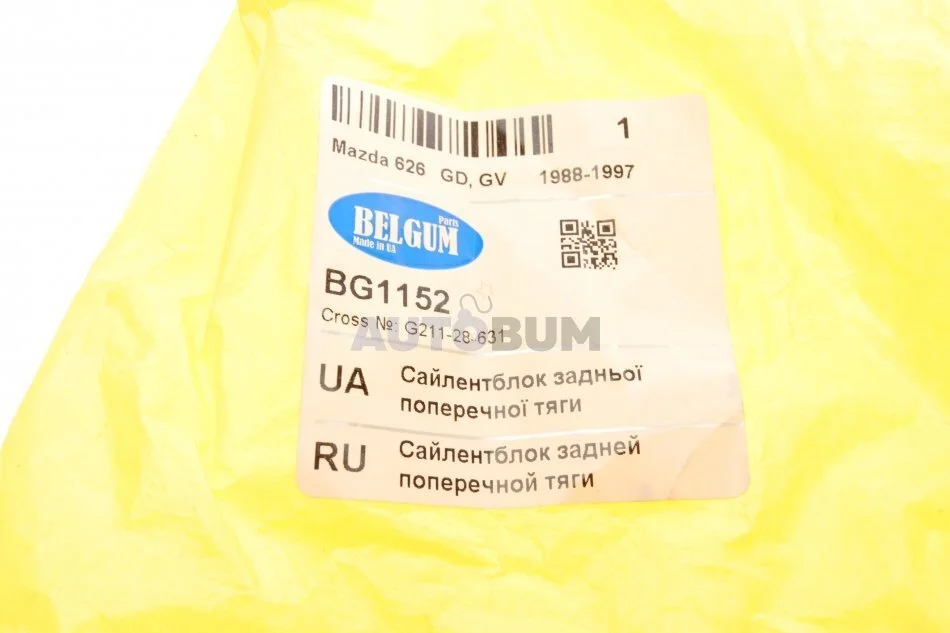 1
Mazda 626 GD, GV 1988-1997
Parts
BELGUM
Made in UA
BG1152
Cross №: G211-28-631
AUTOBUM
UA Сайлентблок задньої
поперечної тяги
RU Сайлентблок задней
поперечной тяги